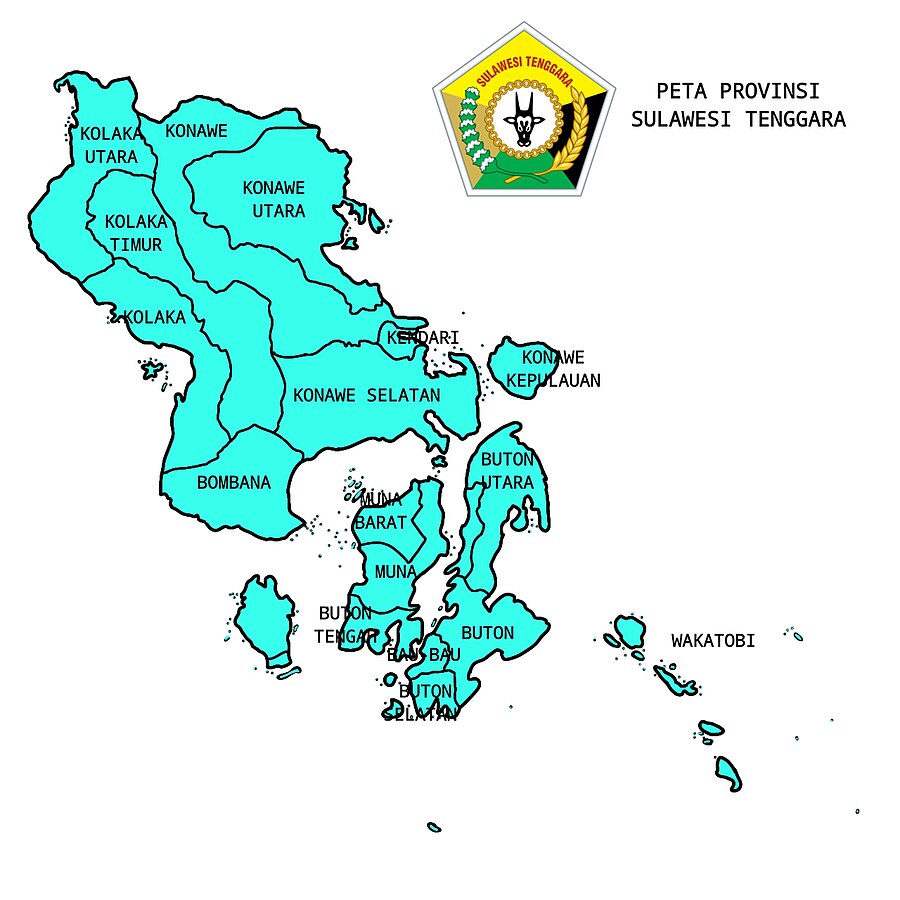 SULAWESI TENGGARA
PETA PROVINSI
SULAWESI TENGGARA
KOLAKA
UTARA
KONAWE
KONAWE
UTARA
KOLAKA
TIMUR
KOLAKA
KENDARI
KONAWE
KEPULAUAN
KONAWE SELATAN
BOMBANA
BUTON
UTARA
MUNA
BARAT
MUNA
BUTON
TENGAH
BUTON
BAU BAU
WAKATOBI
BUTON
SELATAN